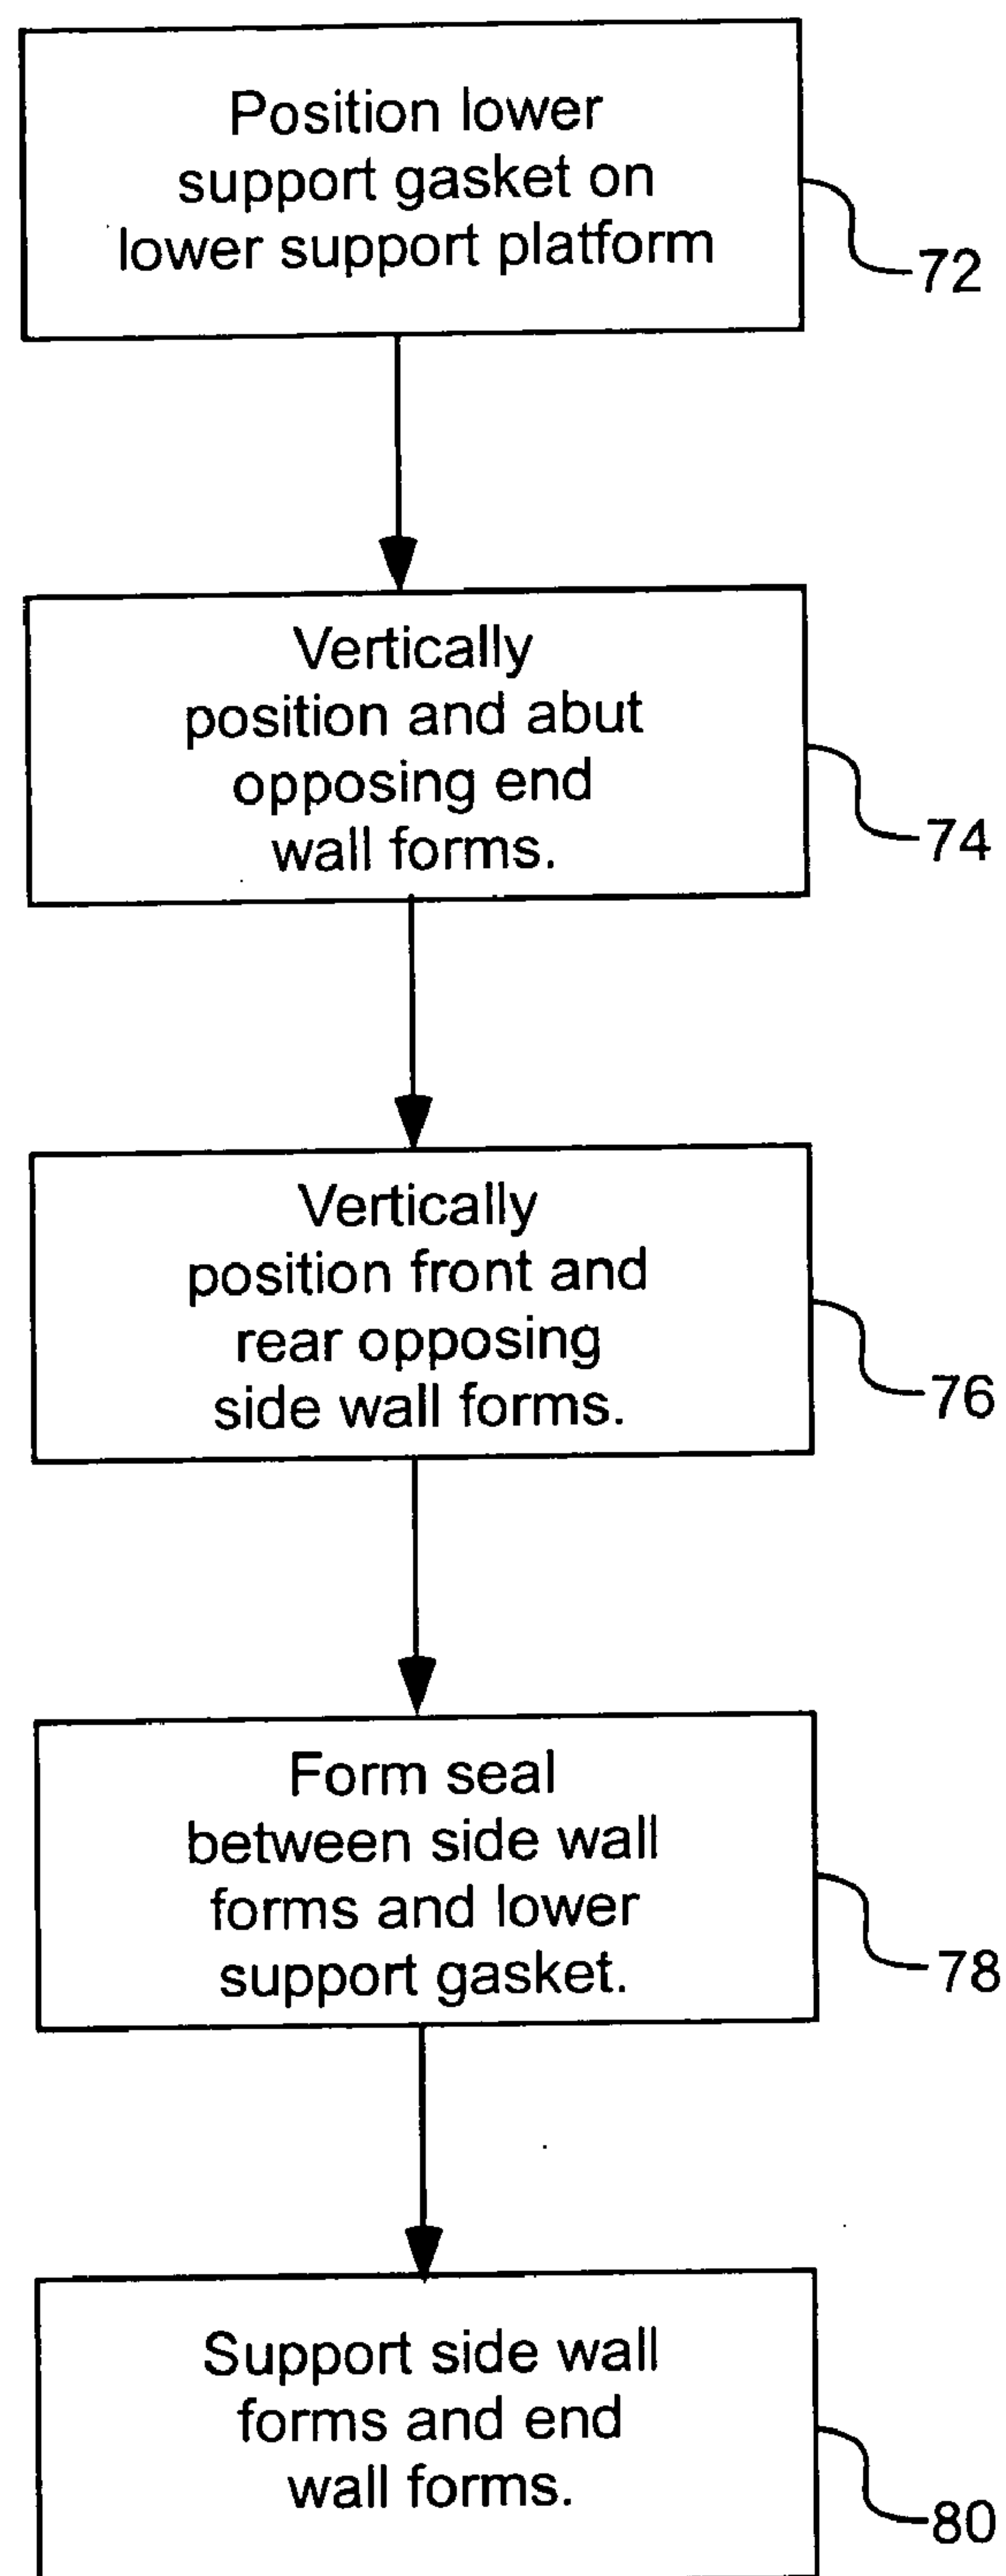 Position lower
support gasket on
lower support platform
72
Vertically
position and abut
opposing end
wall forms.
74
Vertically
position front and
rear opposing
side wall forms.
76
Form seal
between side wall
forms and lower
support gasket.
78
Support side wall
forms and end
wall forms.
80